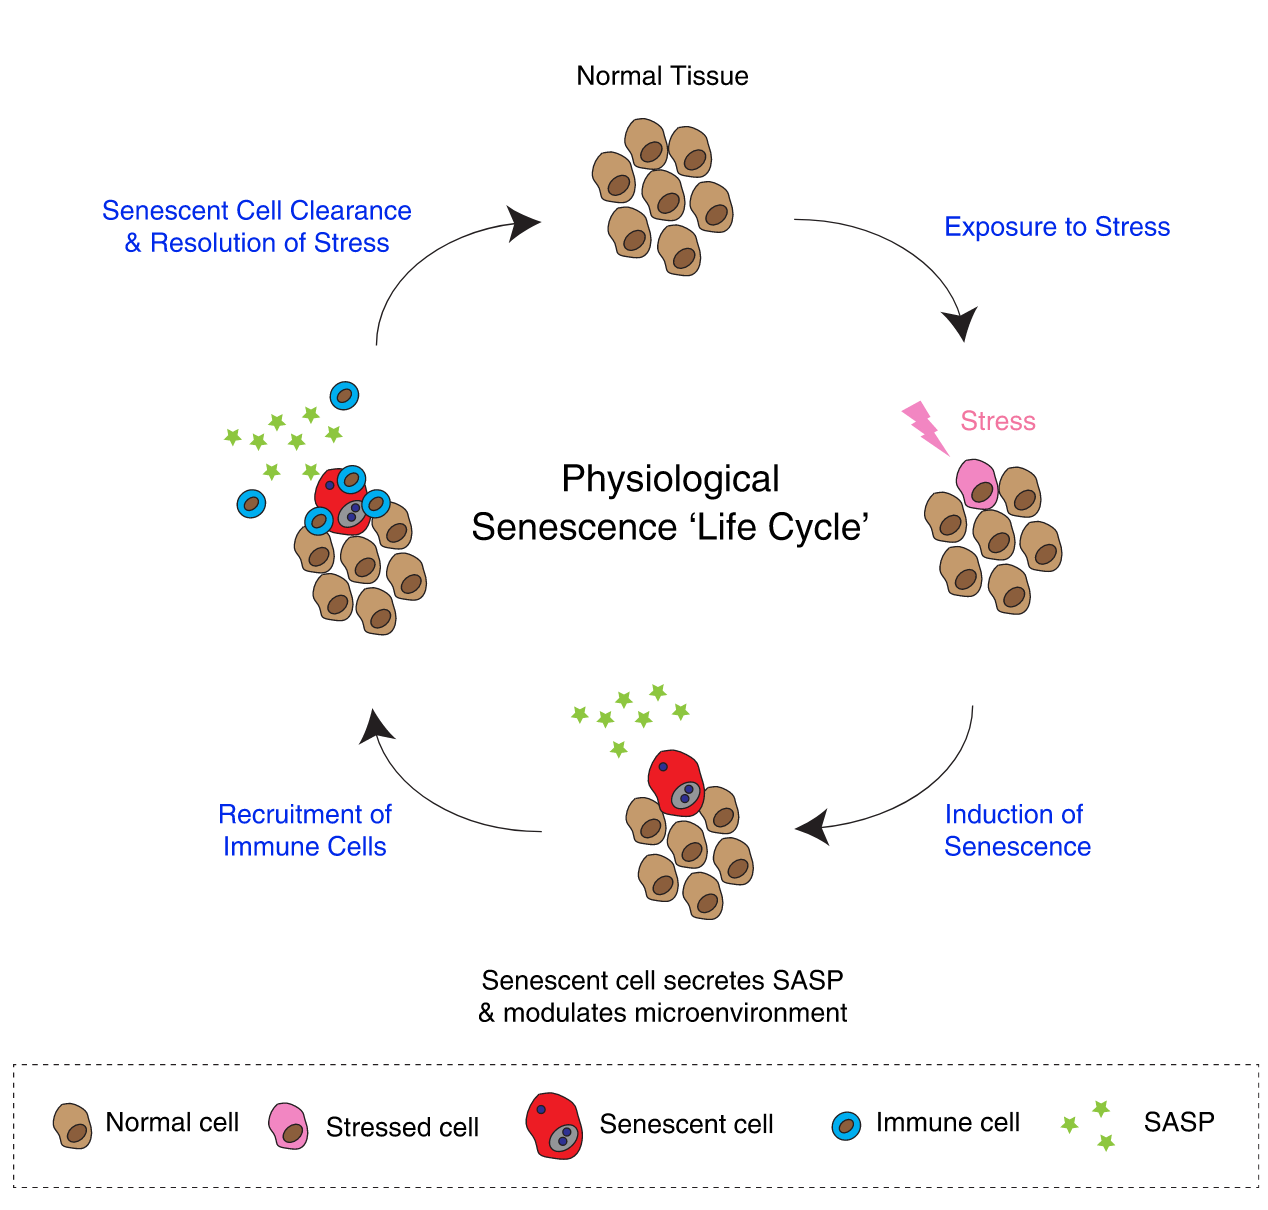 Normal Tissue
Senescent Cell Clearance
& Resolution of Stress
Exposure to Stress
Stress
Physiological
Senescence ‘Life Cycle’
Recruitment of
Immune Cells
Induction of
Senescence
Senescent cell secretes SASP
& modulates microenvironment
Normal cell
Stressed cell
Senescent cell
Immune cell
SASP